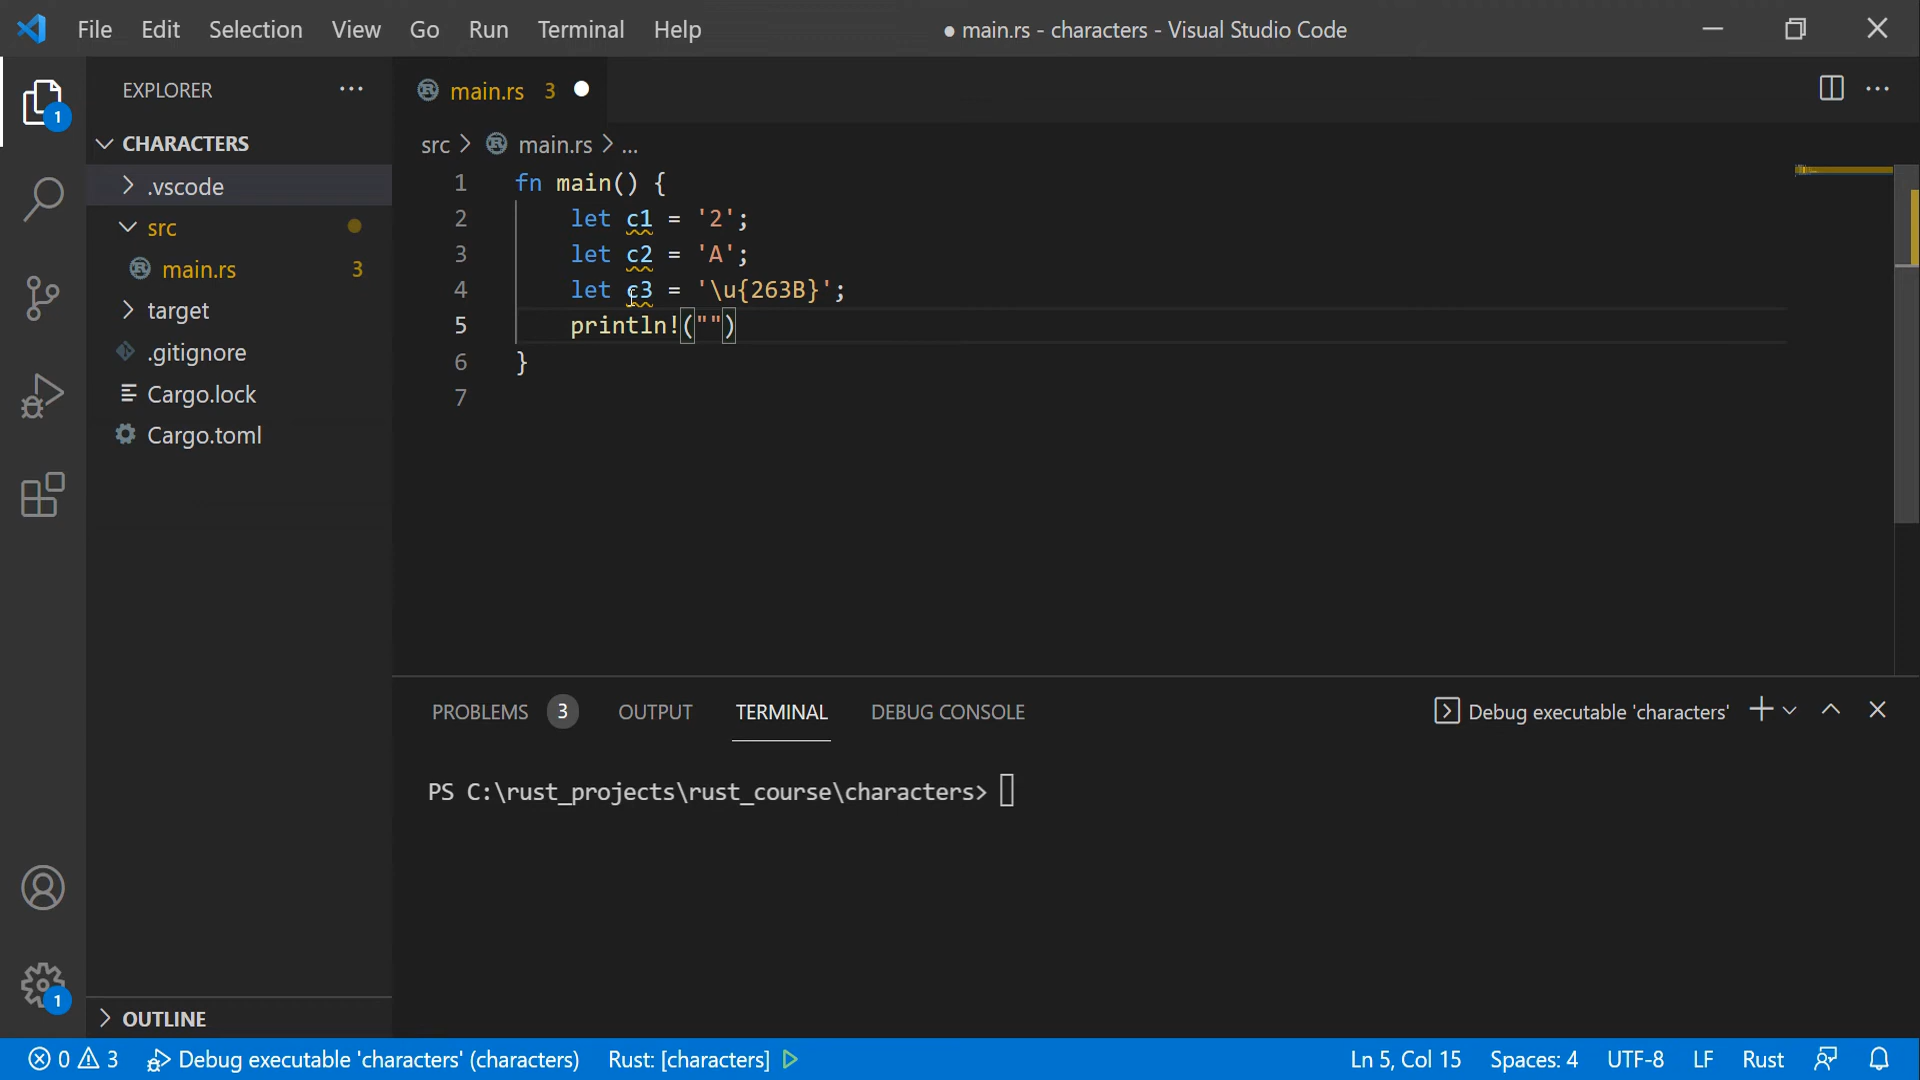 File Edit Selection View Go Run Terminal Help ● main.rs - characters - Visual Studio Code
EXPLORER ... main.rs 3
1
CHARACTERS
src > main.rs > ...
.vscode
src
main.rs 3
target
.gitignore
Cargo.lock
Cargo.toml
1 fn main() {
2 let c1 = '2';
3 let c2 = 'A';
4 let c3 = '\u{263B}';
5 println!("")
6 }
7
PROBLEMS 3 OUTPUT TERMINAL DEBUG CONSOLE Debug executable 'characters'
PS C:\rust_projects\rust_course\characters>
1
OUTLINE
0 3 Debug executable 'characters' (characters) Rust: [characters] Ln 5, Col 15 Spaces: 4 UTF-8 LF Rust